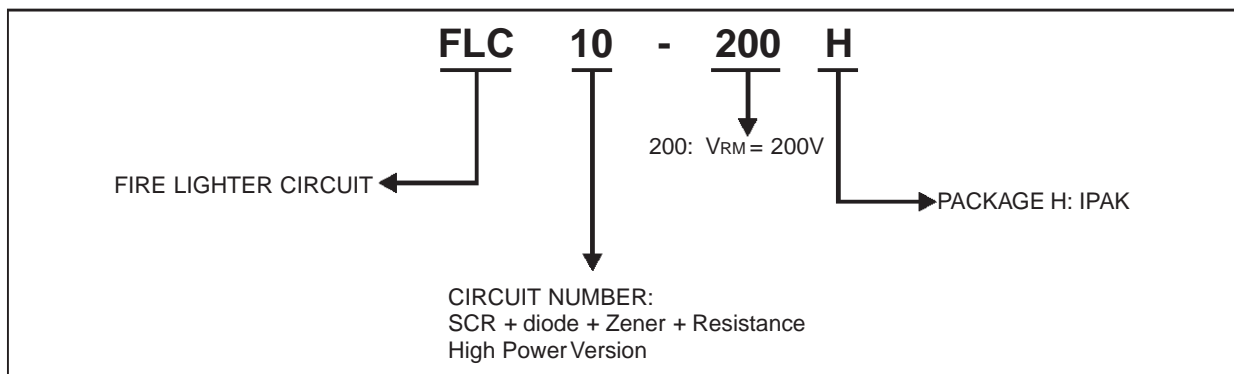 FLC 10 - 200 H
200: VRM = 200V
FIRE LIGHTER CIRCUIT
PACKAGE H: IPAK
CIRCUIT NUMBER:
SCR + diode + Zener + Resistance
High Power Version